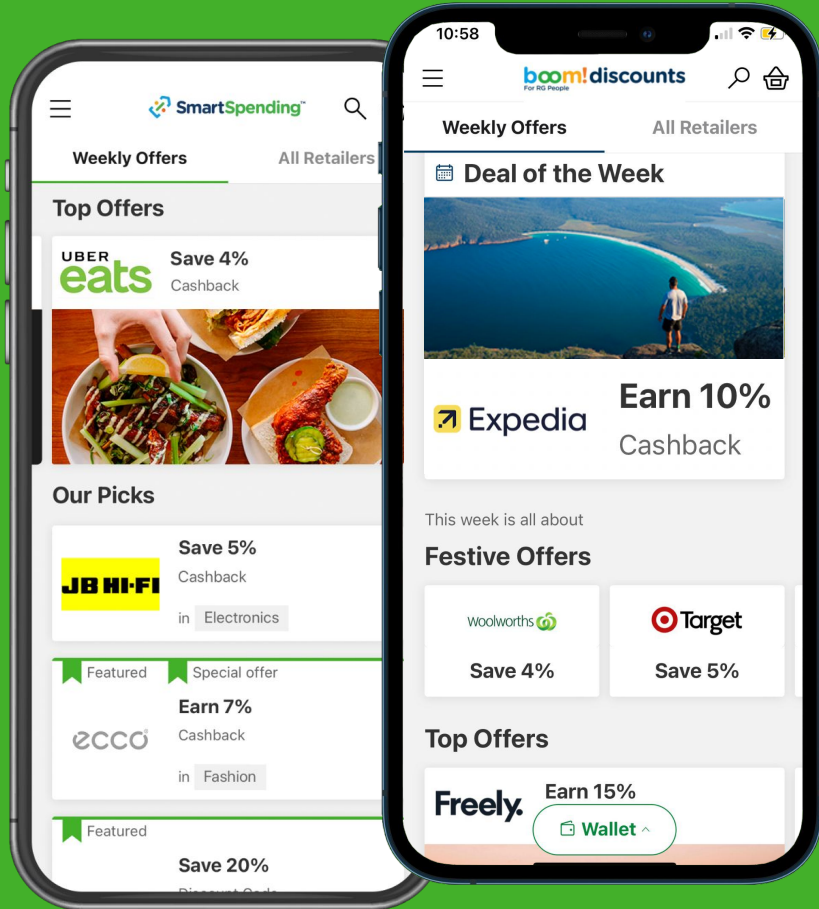 SmartSpending™
Weekly Offers
All Retailers
Top Offers
UBER
eats
Save 4%
Cashback
Our Picks
JB HI-FI
Save 5%
Cashback
in Electronics
Featured
Special offer
ecco
Earn 7%
Cashback
in Fashion
Featured
Save 20%
Discount Code
10:58
boom!discounts
For RG People
Weekly Offers
All Retailers
Deal of the Week
Expedia
Earn 10%
Cashback
This week is all about
Festive Offers
woolworths
Target
Save 4%
Save 5%
Top Offers
Freely.
Earn 15%
Wallet